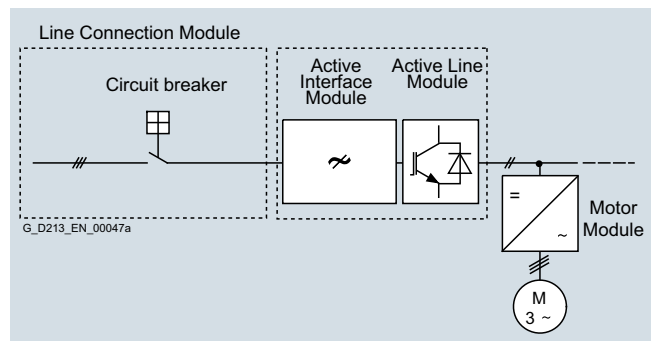 Line Connection Module
Circuit breaker
Active
Interface
Module
Active Line
Module
=
~
Motor
Module
M
3 ~
G_D213_EN_00047a